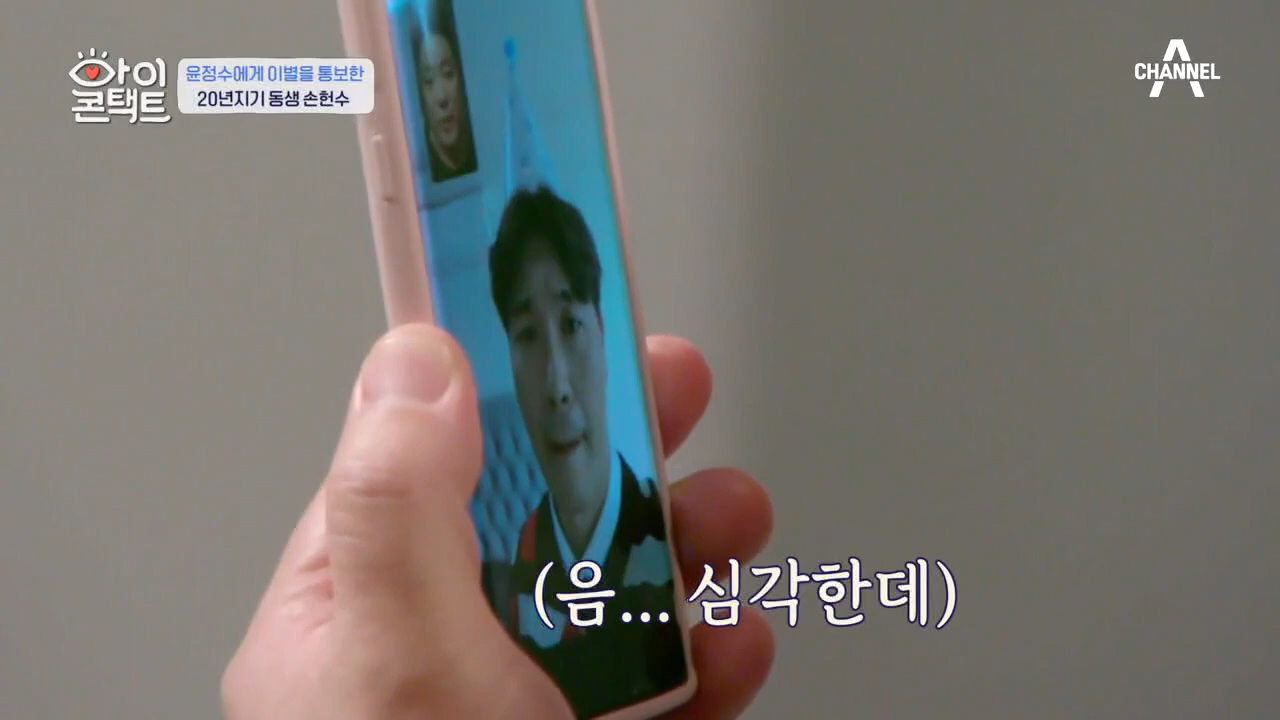 아이
콘택트
윤정수에게 이별을 통보한
20년지기 동생 손헌수
CHANNEL
A
(음... 심각한데)